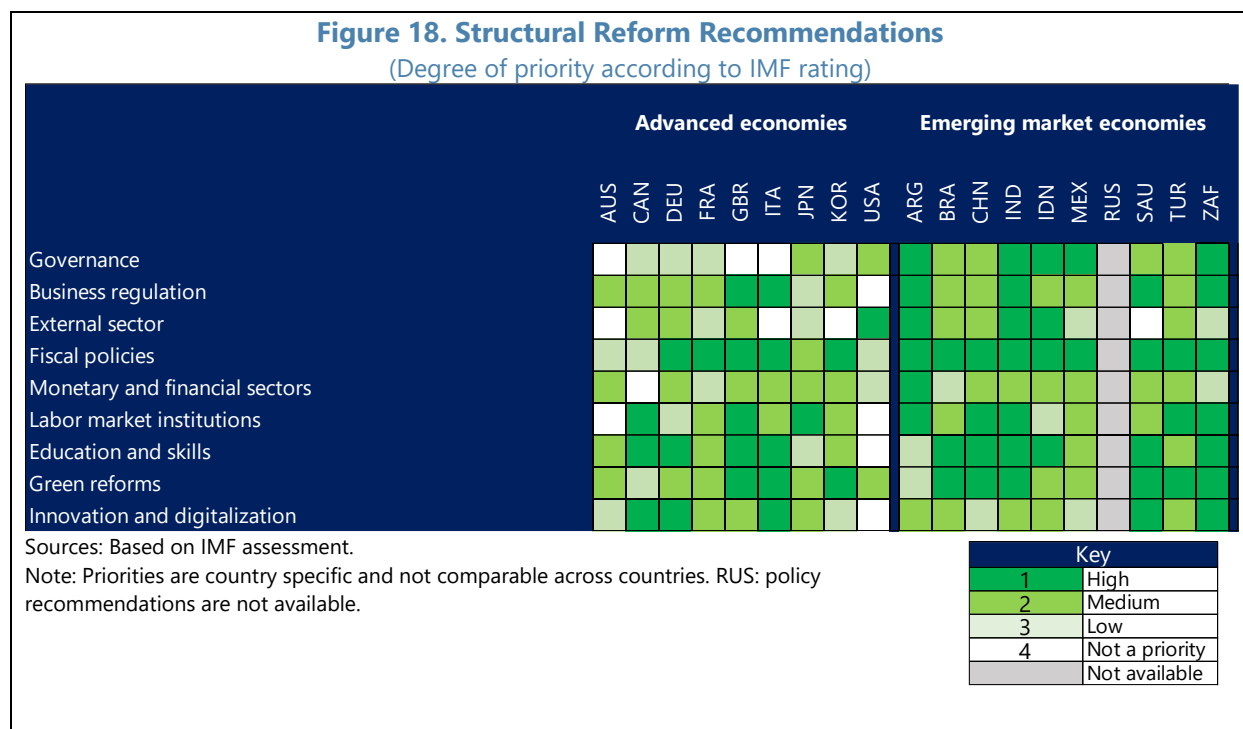 Figure 18. Structural Reform Recommendations
(Degree of priority according to IMF rating)
Advanced economies Emerging market economies
AUS CAN DEU FRA GBR ITA JPN KOR USA ARG BRA CHN IND IDN MEX RUS SAU TUR ZAF
Governance
Business regulation
External sector
Fiscal policies
Monetary and financial sectors
Labor market institutions
Education and skills
Green reforms
Innovation and digitalization
Sources: Based on IMF assessment.
Note: Priorities are country specific and not comparable across countries. RUS: policy
recommendations are not available.
Key
1 High
2 Medium
3 Low
4 Not a priority
Not available